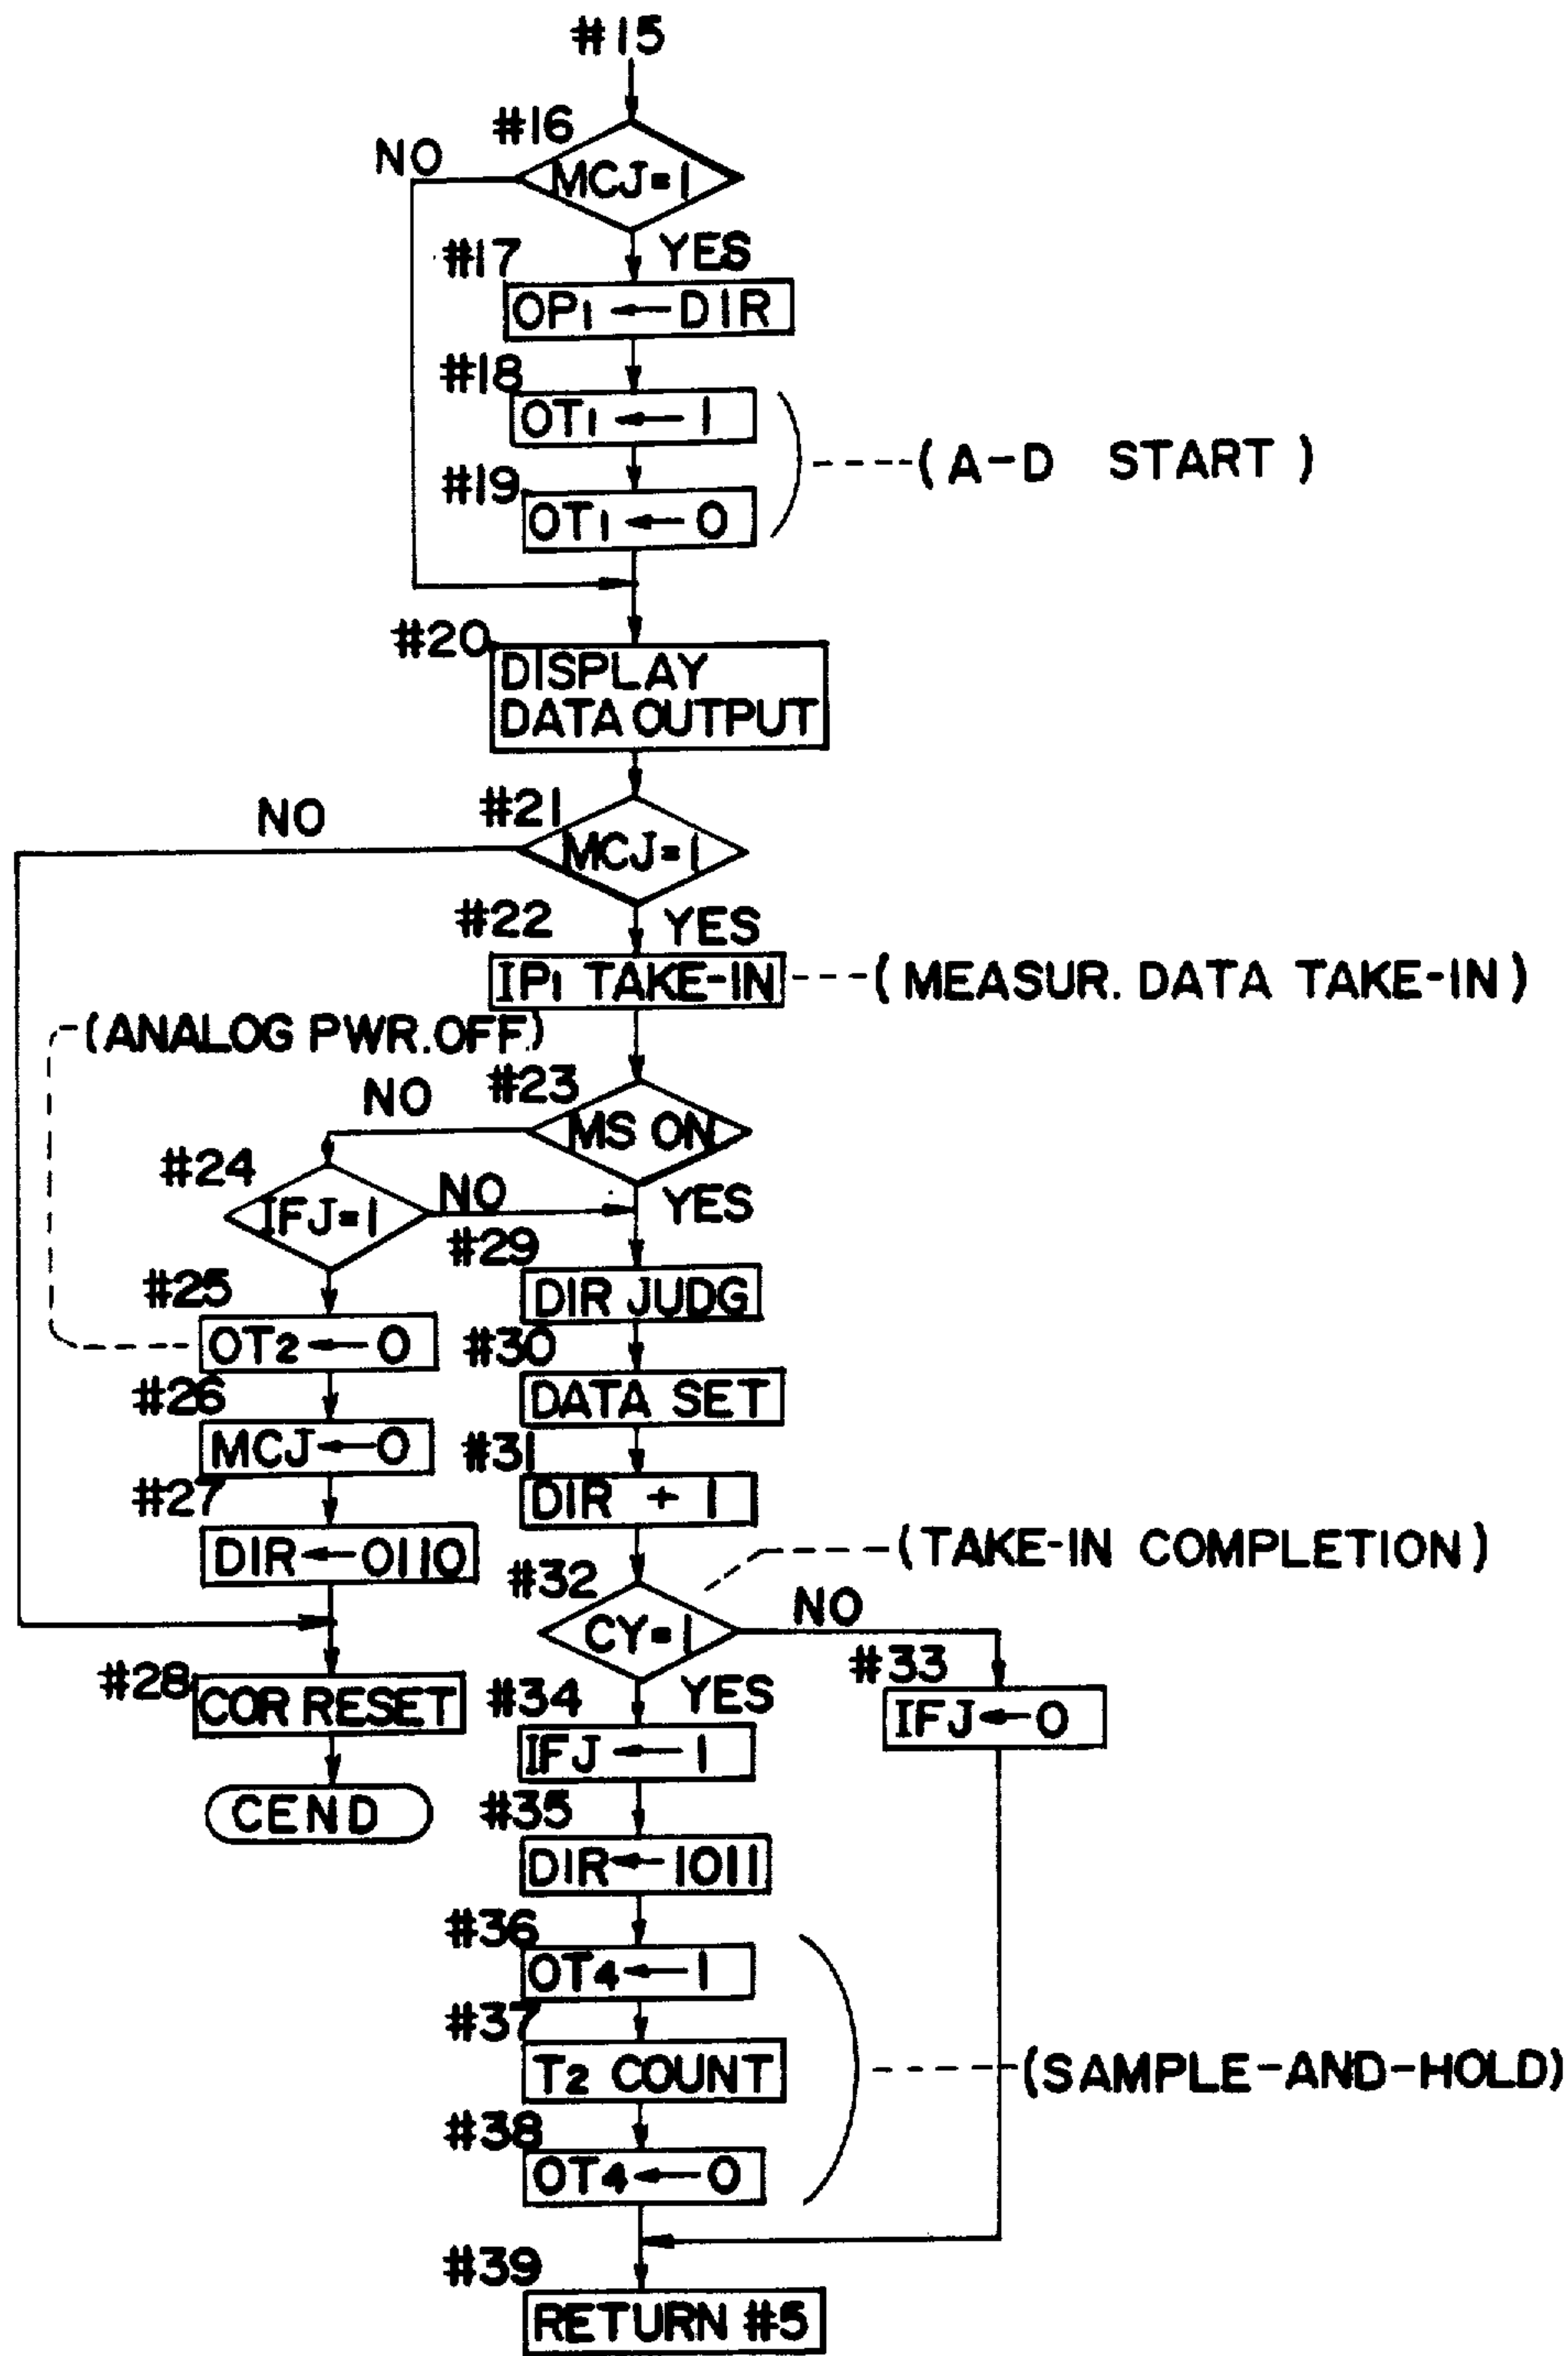 #15
#16
NO
MCJ=1
YES
#17
OP1 ← DIR
#18
OT1 ← 1
(A-D START)
#19
OT1 ← 0
#20
DISPLAY
DATA OUTPUT
#21
NO
MCJ=1
YES
#22
IP1 TAKE-IN
(MEASUR. DATA TAKE-IN)
(ANALOG PWR. OFF)
#23
NO
MS ON
YES
#24
IFJ=1
NO
#29
DIR JUDG
#25
OT2 ← 0
#30
DATA SET
#26
MCJ ← 0
#31
DIR + 1
#27
DIR ← 0110
(TAKE-IN COMPLETION)
#32
CY=1
NO
YES
#33
IFJ ← 0
#28
COR RESET
#34
IFJ ← 1
CEND
#35
DIR ← 1011
#36
OT4 ← 1
#37
T2 COUNT
(SAMPLE-AND-HOLD)
#38
OT4 ← 0
#39
RETURN #5